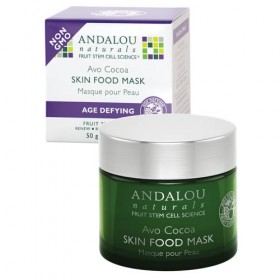 NON
GMO
ANDALOU
naturals
FRUIT STEM CELL SCIENCE
Avo Cocoa
SKIN FOOD MASK
Masque pour Peau
AGE DEFYING
50 g
ANDALOU
naturals
FRUIT STEM CELL SCIENCE
Avo Cocoa
SKIN FOOD MASK
Masque pour Peau